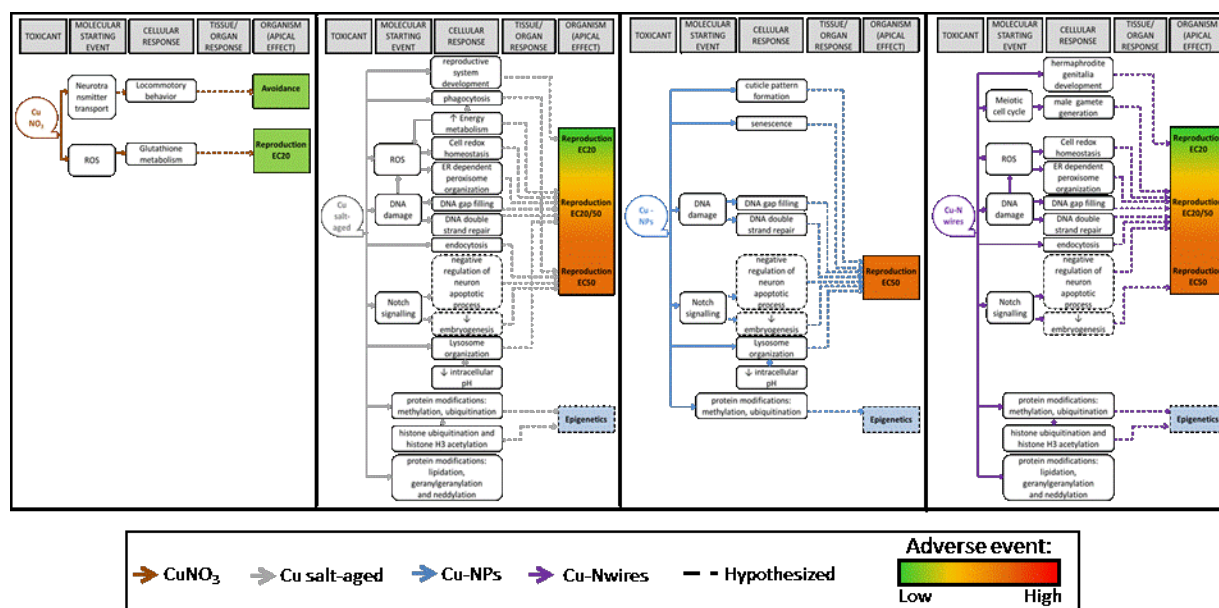 TOXICANT
MOLECULAR
STARTING
EVENT
CELLULAR
RESPONSE
TISSUE/
ORGAN
RESPONSE
ORGANISM
(APICAL
EFFECT)
Cu
NO3
Neurotra
nsmitter
transport
Locommotory
behavior
Avoidance
ROS
Glutathione
metabolism
Reproduction
EC20
TOXICANT
MOLECULAR
STARTING
EVENT
CELLULAR
RESPONSE
TISSUE/
ORGAN
RESPONSE
ORGANISM
(APICAL
EFFECT)
Cu
salt-
aged
reproductive
system
development
phagocytosis
↑ Energy
metabolism
ROS
Cell redox
homeostasis
ER dependent
peroxisome
organization
DNA
damage
DNA gap filling
DNA double
strand repair
endocytosis
negative
regulation of
neuron
apoptotic
process
Notch
signalling
↓
embryogenesis
Lysosome
organization
↓ intracellular
pH
protein modifications:
methylation, ubiquitination
histone ubiquitination and
histone H3 acetylation
protein modifications:
lipidation,
geranylgeranylation
and neddylation
Reproduction
EC20
Reproduction
EC20/50
Reproduction
EC50
Epigenetics
TOXICANT
MOLECULAR
STARTING
EVENT
CELLULAR
RESPONSE
TISSUE/
ORGAN
RESPONSE
ORGANISM
(APICAL
EFFECT)
Cu -
NPs
cuticle pattern
formation
senescence
DNA
damage
DNA gap filling
DNA double
strand repair
negative
regulation of
neuron
apoptotic
process
Notch
signalling
↓
embryogenesis
Lysosome
organization
↓ intracellular
pH
protein modifications:
methylation, ubiquitination
Reproduction
EC50
Epigenetics
TOXICANT
MOLECULAR
STARTING
EVENT
CELLULAR
RESPONSE
TISSUE/
ORGAN
RESPONSE
ORGANISM
(APICAL
EFFECT)
Cu-N
wires
hermaphrodite
genitalia
development
Meiotic
cell cycle
male gamete
generation
ROS
Cell redox
homeostasis
ER dependent
peroxisome
organization
DNA
damage
DNA gap filling
DNA double
strand repair
endocytosis
negative
regulation of
neuron
apoptotic
process
Notch
signalling
↓
embryogenesis
protein modifications:
methylation, ubiquitination
histone ubiquitination and
histone H3 acetylation
protein modifications:
lipidation,
geranylgeranylation
and neddylation
Reproduction
EC20
Reproduction
EC20/50
Reproduction
EC50
Epigenetics
CuNO3
Cu salt-aged
Cu-NPs
Cu-Nwires
Hypothesized
Adverse event:
Low High